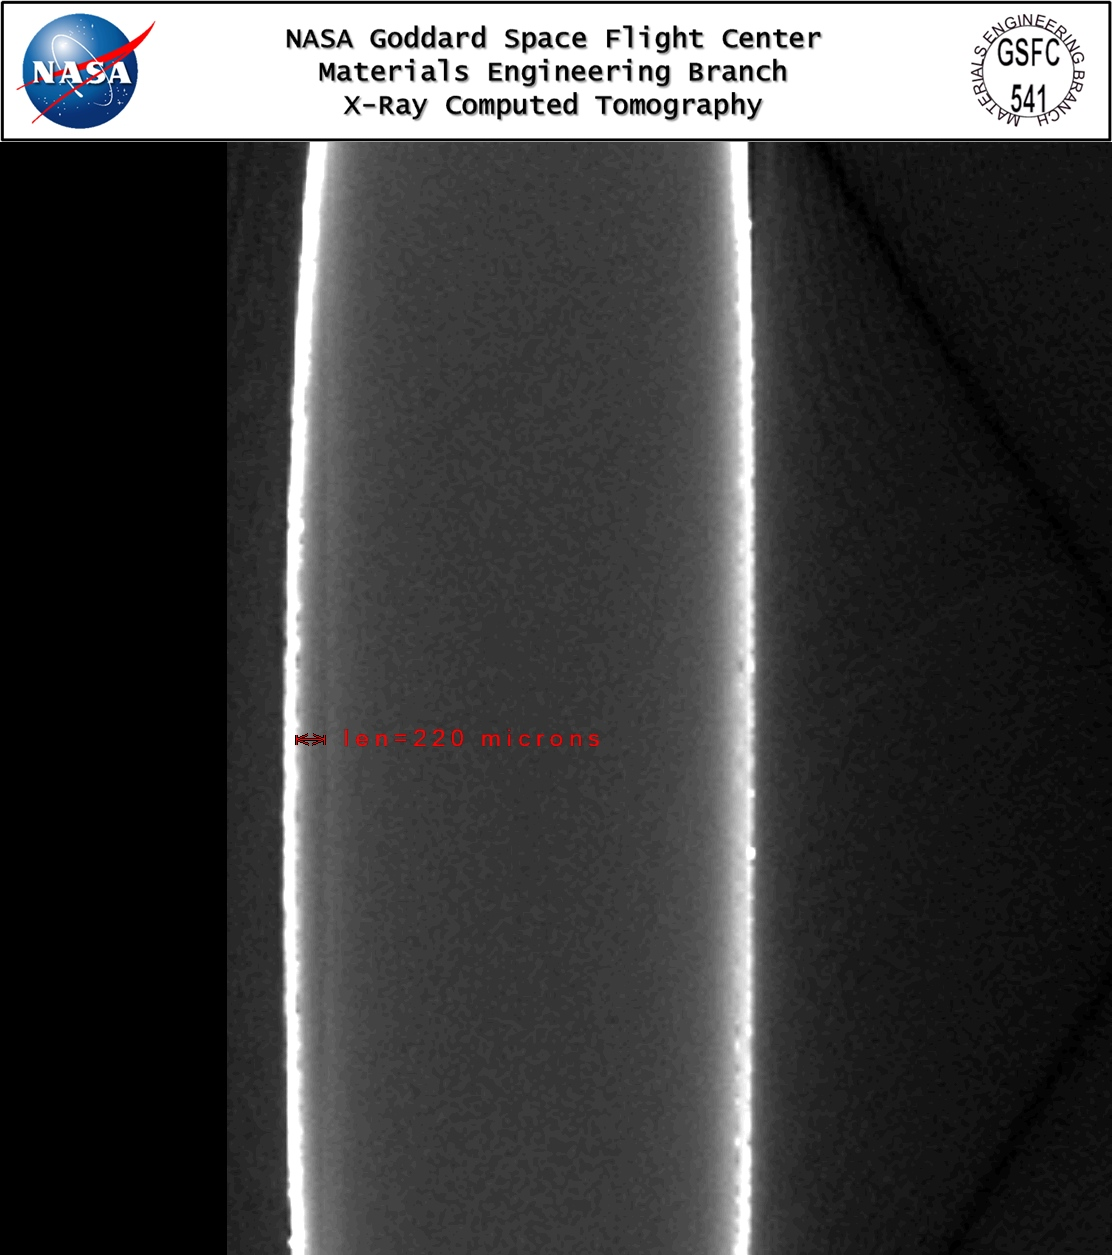 NASA
NASA Goddard Space Flight Center
Materials Engineering Branch
X-Ray Computed Tomography
MATERIALS ENGINEERING BRANCH
GSFC
541
len=220 microns